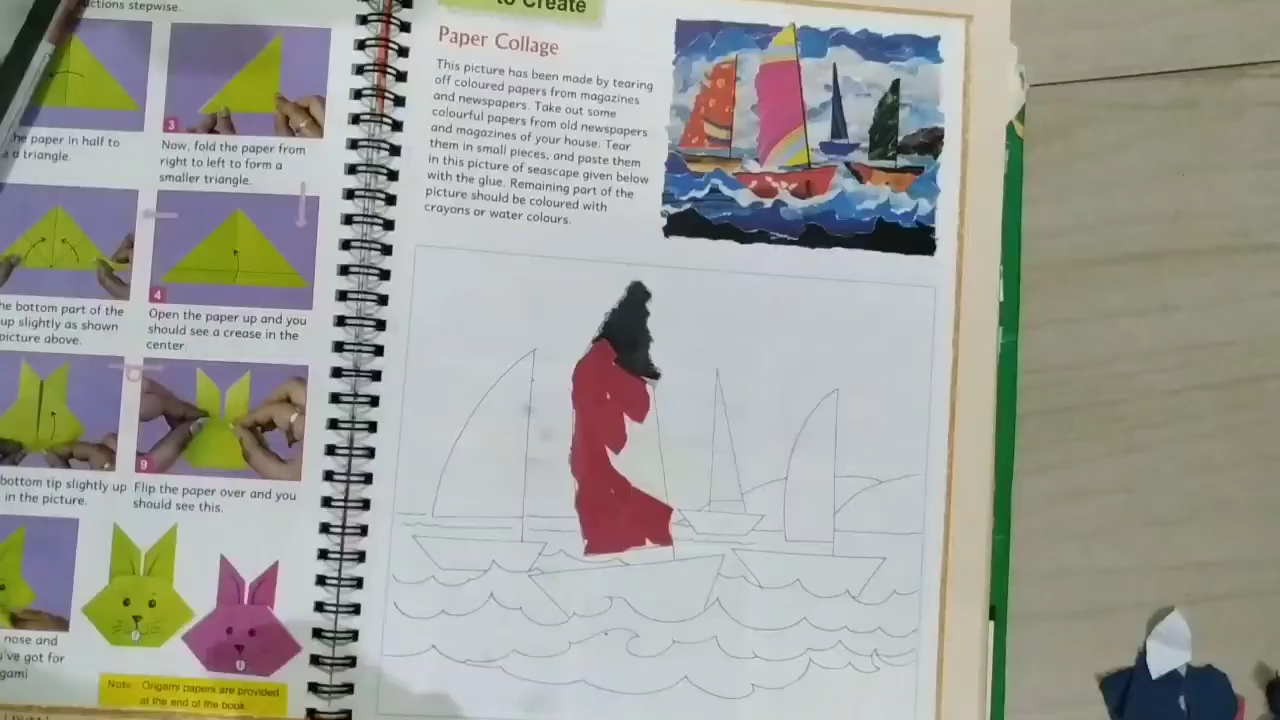 uctions stepwise.
he paper in half to
a triangle.
3
Now, fold the paper from
right to left to form a
smaller triangle.
he bottom part of the
up slightly as shown
picture above.
4
Open the paper up and you
should see a crease in the
center.
bottom tip slightly up
in the picture.
9
Flip the paper over and you
should see this.
nose and
've got for
gami
Note: Origami papers are provided
at the end of the book.
to Create
Paper Collage
This picture has been made by tearing
off coloured papers from magazines
and newspapers. Take out some
colourful papers from old newspapers
and magazines of your house. Tear
them in small pieces, and paste them
in this picture of seascape given below
with the glue. Remaining part of the
picture should be coloured with
crayons or water colours.